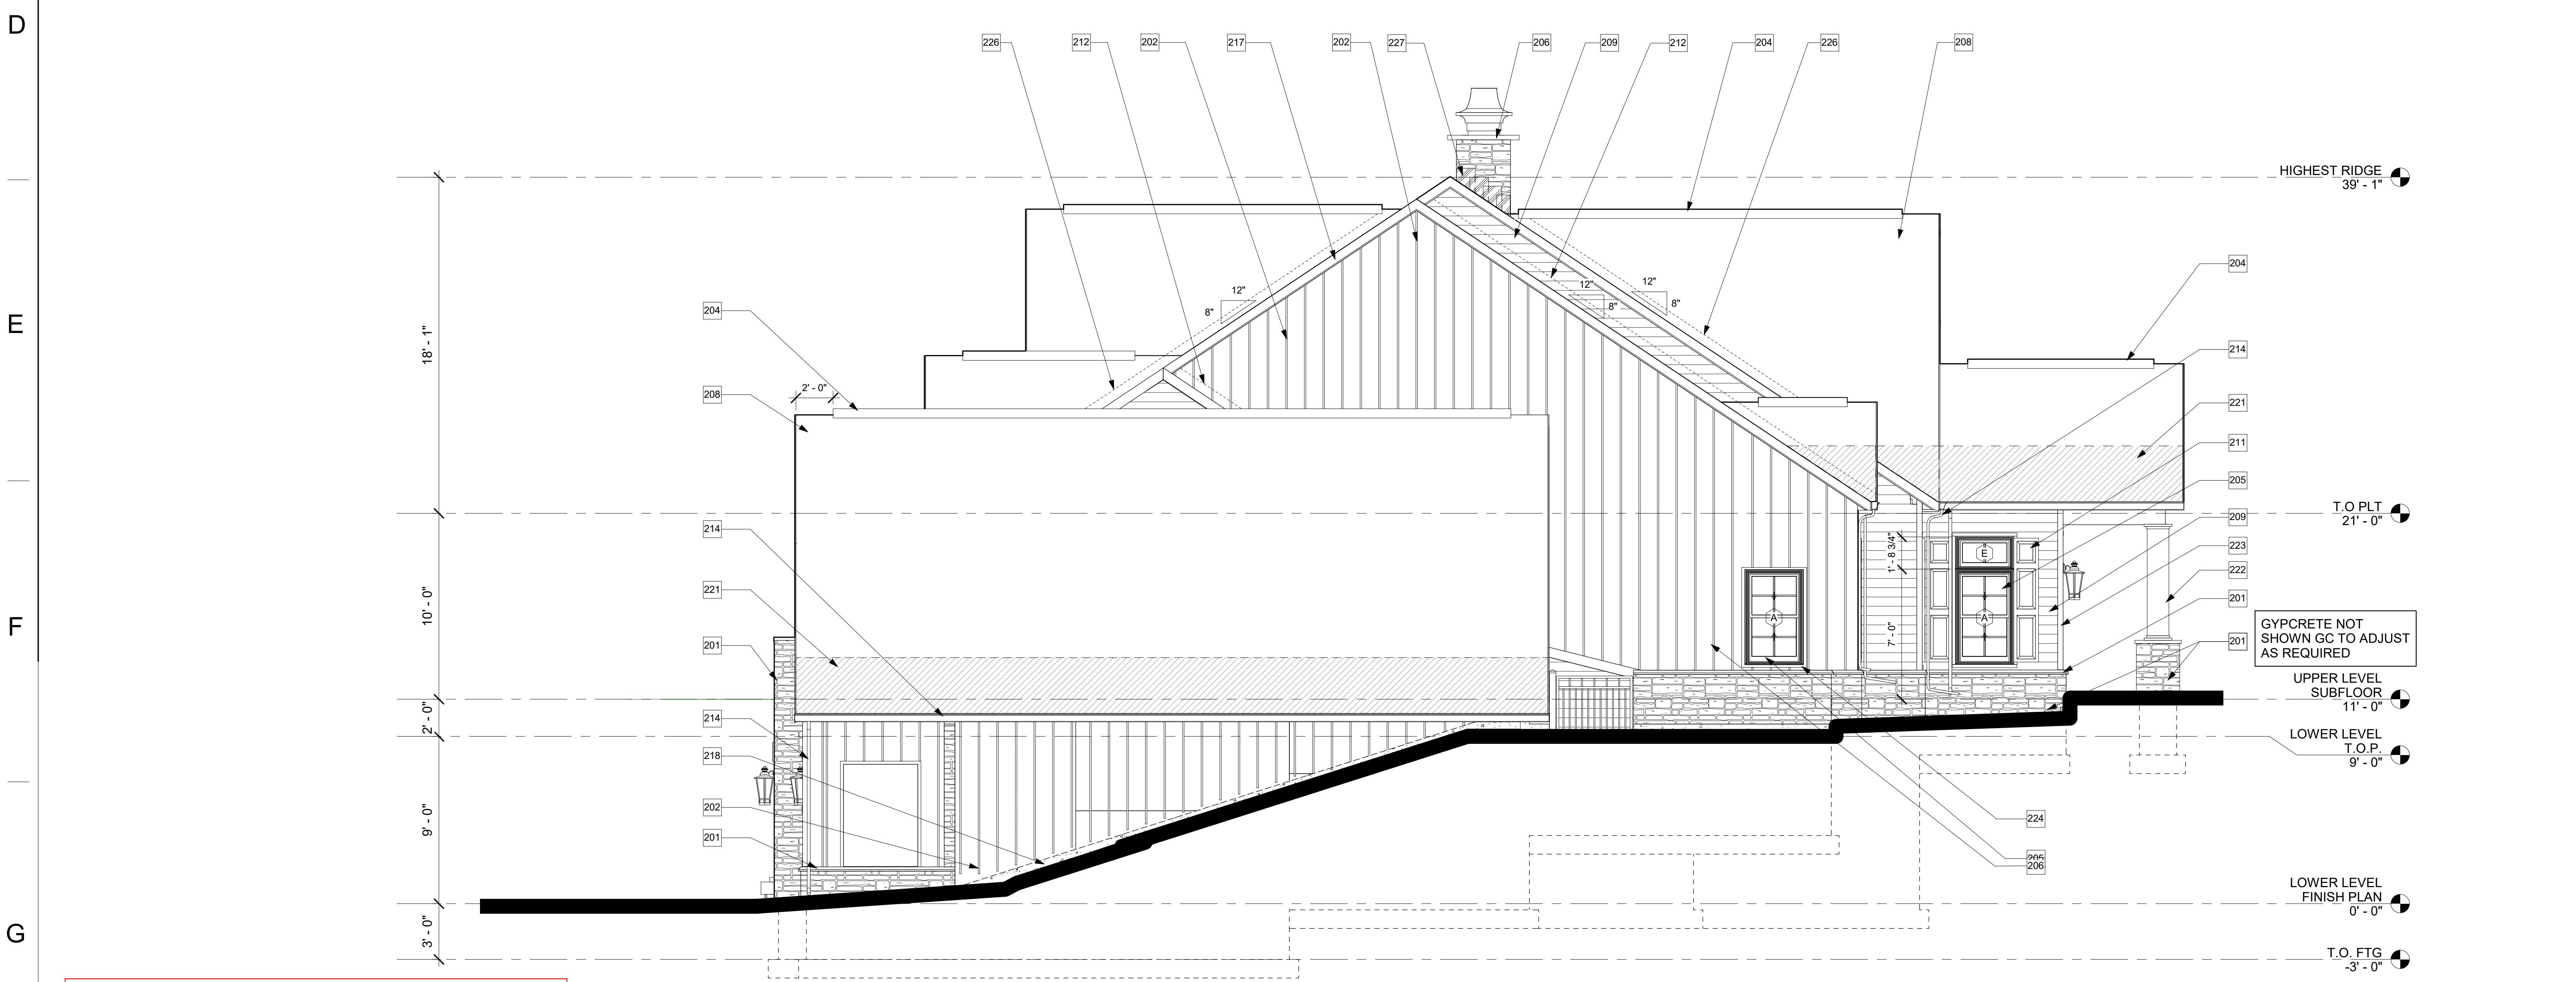 D
226
212
202
217
202
227
206
209
212
204
226
208
HIGHEST RIDGE
39' - 1"
204
12"
12"
8"
12"
8"
8"
E
204
18' - 1"
214
2' - 0"
208
221
211
205
T.O PLT
21' - 0"
209
214
1' - 8 3/4"
E
223
222
221
10' - 0"
201
F
A
A
7' - 0"
GYPCRETE NOT
SHOWN GC TO ADJUST
AS REQUIRED
201
201
UPPER LEVEL
SUBFLOOR
11' - 0"
2' - 0"
214
LOWER LEVEL
T.O.P.
9' - 0"
218
202
9' - 0"
224
201
205
206
LOWER LEVEL
FINISH PLAN
0' - 0"
G
3' - 0"
T.O. FTG
-3' - 0"